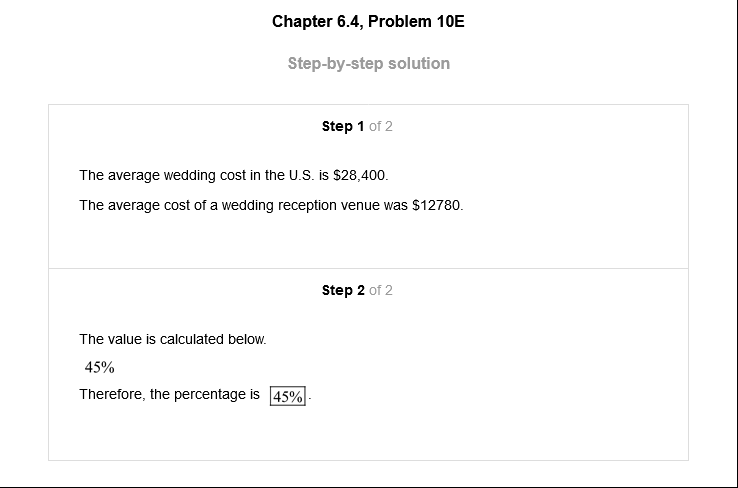 Chapter 6.4, Problem 10E
Step-by-step solution
Step 1 of 2
The average wedding cost in the U.S. is $28,400.
The average cost of a wedding reception venue was $12780.
Step 2 of 2
The value is calculated below.
45%
Therefore, the percentage is 45%.